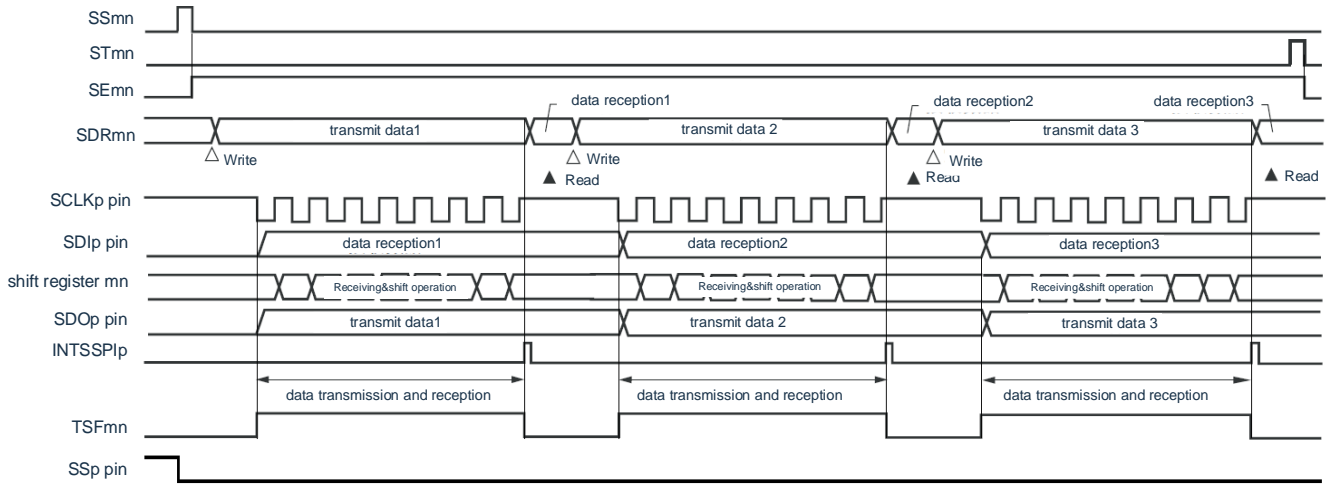 SSmn
STmn
SEmn
data reception1
data reception2
data reception3
SDRmn
transmit data1
transmit data 2
transmit data 3
Write
Write
Write
Read
Read
Read
SCLKp pin
SDIp pin
data reception1
data reception2
data reception3
shift register mn
Receiving&shift operation
Receiving&shift operation
Receiving&shift operation
SDOp pin
transmit data1
transmit data 2
transmit data 3
INTSSPIp
data transmission and reception
data transmission and reception
data transmission and reception
TSFmn
SSp pin